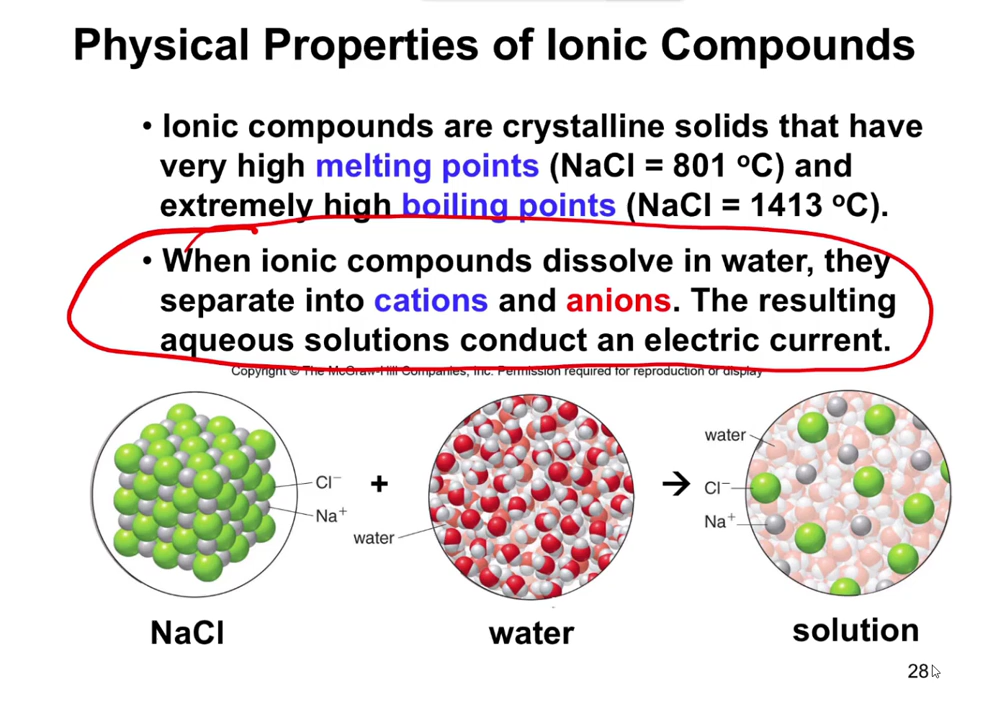 Physical Properties of Ionic Compounds
• Ionic compounds are crystalline solids that have
very high melting points (NaCl = 801 ºC) and
extremely high boiling points (NaCl = 1413 ºC).
• When ionic compounds dissolve in water, they
separate into cations and anions. The resulting
aqueous solutions conduct an electric current.
Copyright © The McGraw-Hill Companies, Inc. Permission required for reproduction or display
Cl⁻
+
Na⁺
water
→
water
Cl⁻
Na⁺
NaCl
water
solution
28